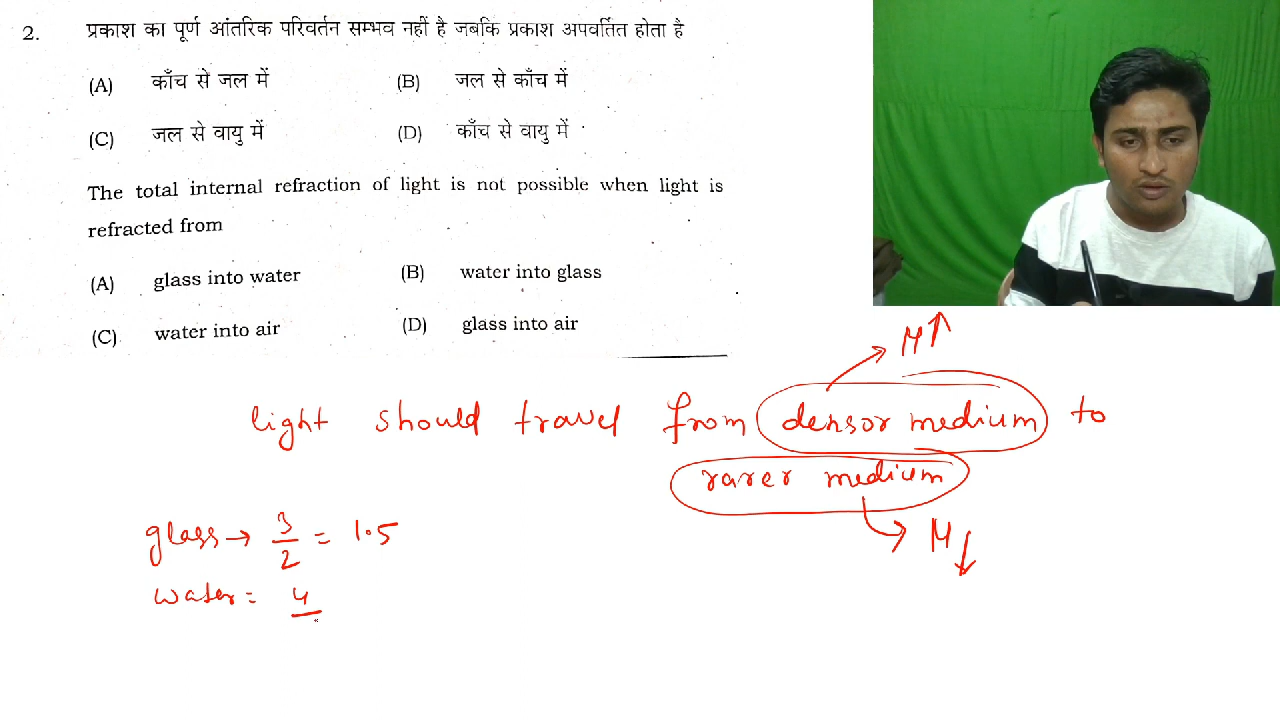 2. प्रकाश का पूर्ण आंतरिक परिवर्तन सम्भव नहीं है जबकि प्रकाश अपवर्तित होता है
(A) काँच से जल में (B) जल से काँच में
(C) जल से वायु में (D) काँच से वायु में
The total internal refraction of light is not possible when light is
refracted from
(A) glass into water (B) water into glass
(C) water into air (D) glass into air
M↑
light should travel from densor medium to
rarer medium
glass → 3/2 = 1.5
M↓
water = 4